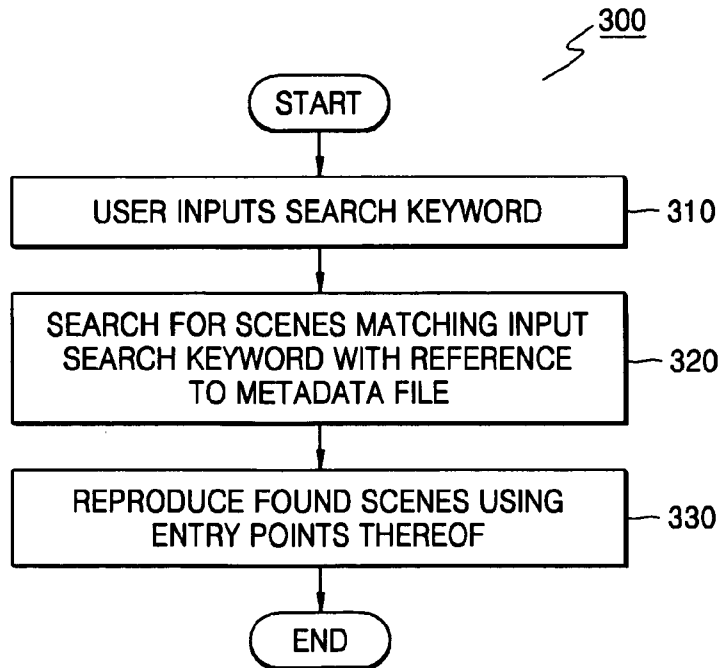 300
START
USER INPUTS SEARCH KEYWORD
310
SEARCH FOR SCENES MATCHING INPUT
SEARCH KEYWORD WITH REFERENCE
TO METADATA FILE
320
REPRODUCE FOUND SCENES USING
ENTRY POINTS THEREOF
330
END